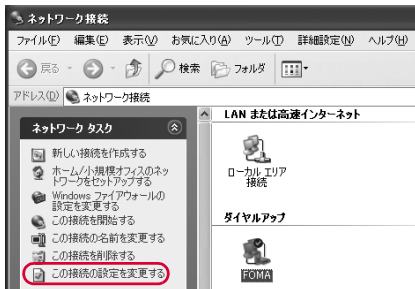 ネットワーク接続
ファイル(F) 編集(E) 表示(V) お気に入り(A) ツール(T) 詳細設定(N) ヘルプ(H)
戻る 検索 フォルダ
アドレス(D) ネットワーク接続
ネットワーク タスク
新しい接続を作成する
ホーム/小規模オフィスのネッ
トワークをセットアップする
Windows ファイアウォールの
設定を変更する
この接続を開始する
この接続の名前を変更する
この接続を削除する
この接続の設定を変更する
LAN または高速インターネット
ローカル エリア
接続
ダイヤルアップ
FOMA